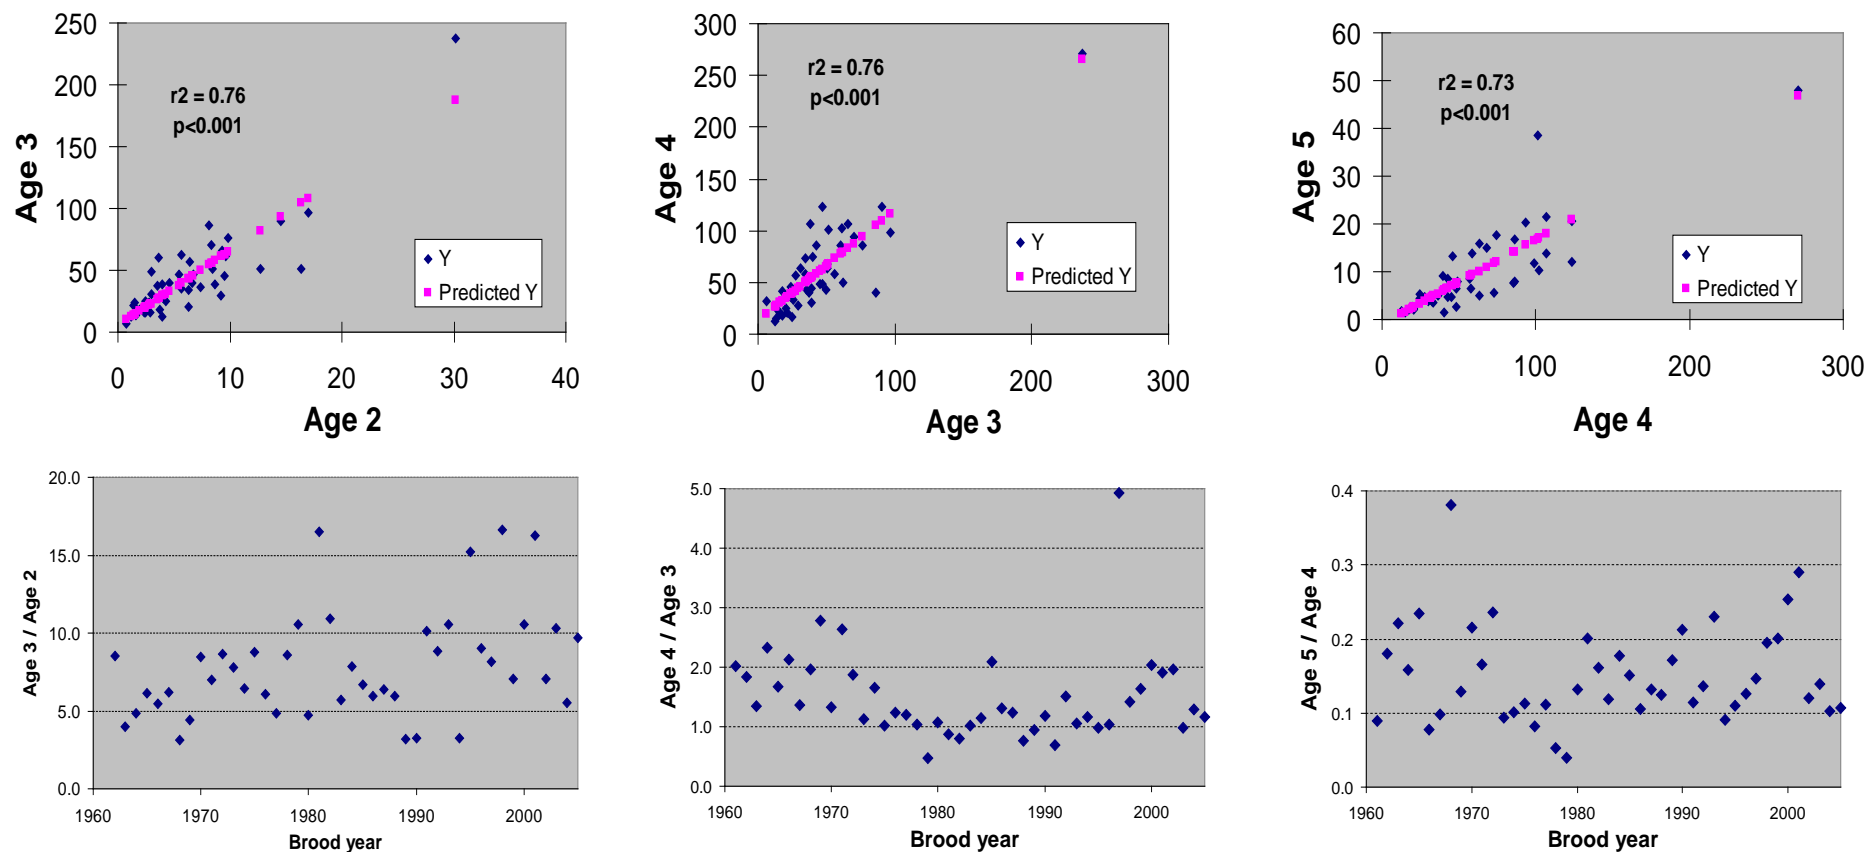 250
200
150
100
50
0
0 10 20 30 40
Age 3
Age 2
r2 = 0.76
p<0.001
Y
Predicted Y
300
250
200
150
100
50
0
0 100 200 300
Age 4
Age 3
r2 = 0.76
p<0.001
Y
Predicted Y
60
50
40
30
20
10
0
0 100 200 300
Age 5
Age 4
r2 = 0.73
p<0.001
Y
Predicted Y
20.0
15.0
10.0
5.0
0.0
1960 1970 1980 1990 2000
Age 3 / Age 2
Brood year
5.0
4.0
3.0
2.0
1.0
0.0
1960 1970 1980 1990 2000
Age 4 / Age 3
Brood year
0.4
0.3
0.2
0.1
0.0
1960 1970 1980 1990 2000
Age 5 / Age 4
Brood year